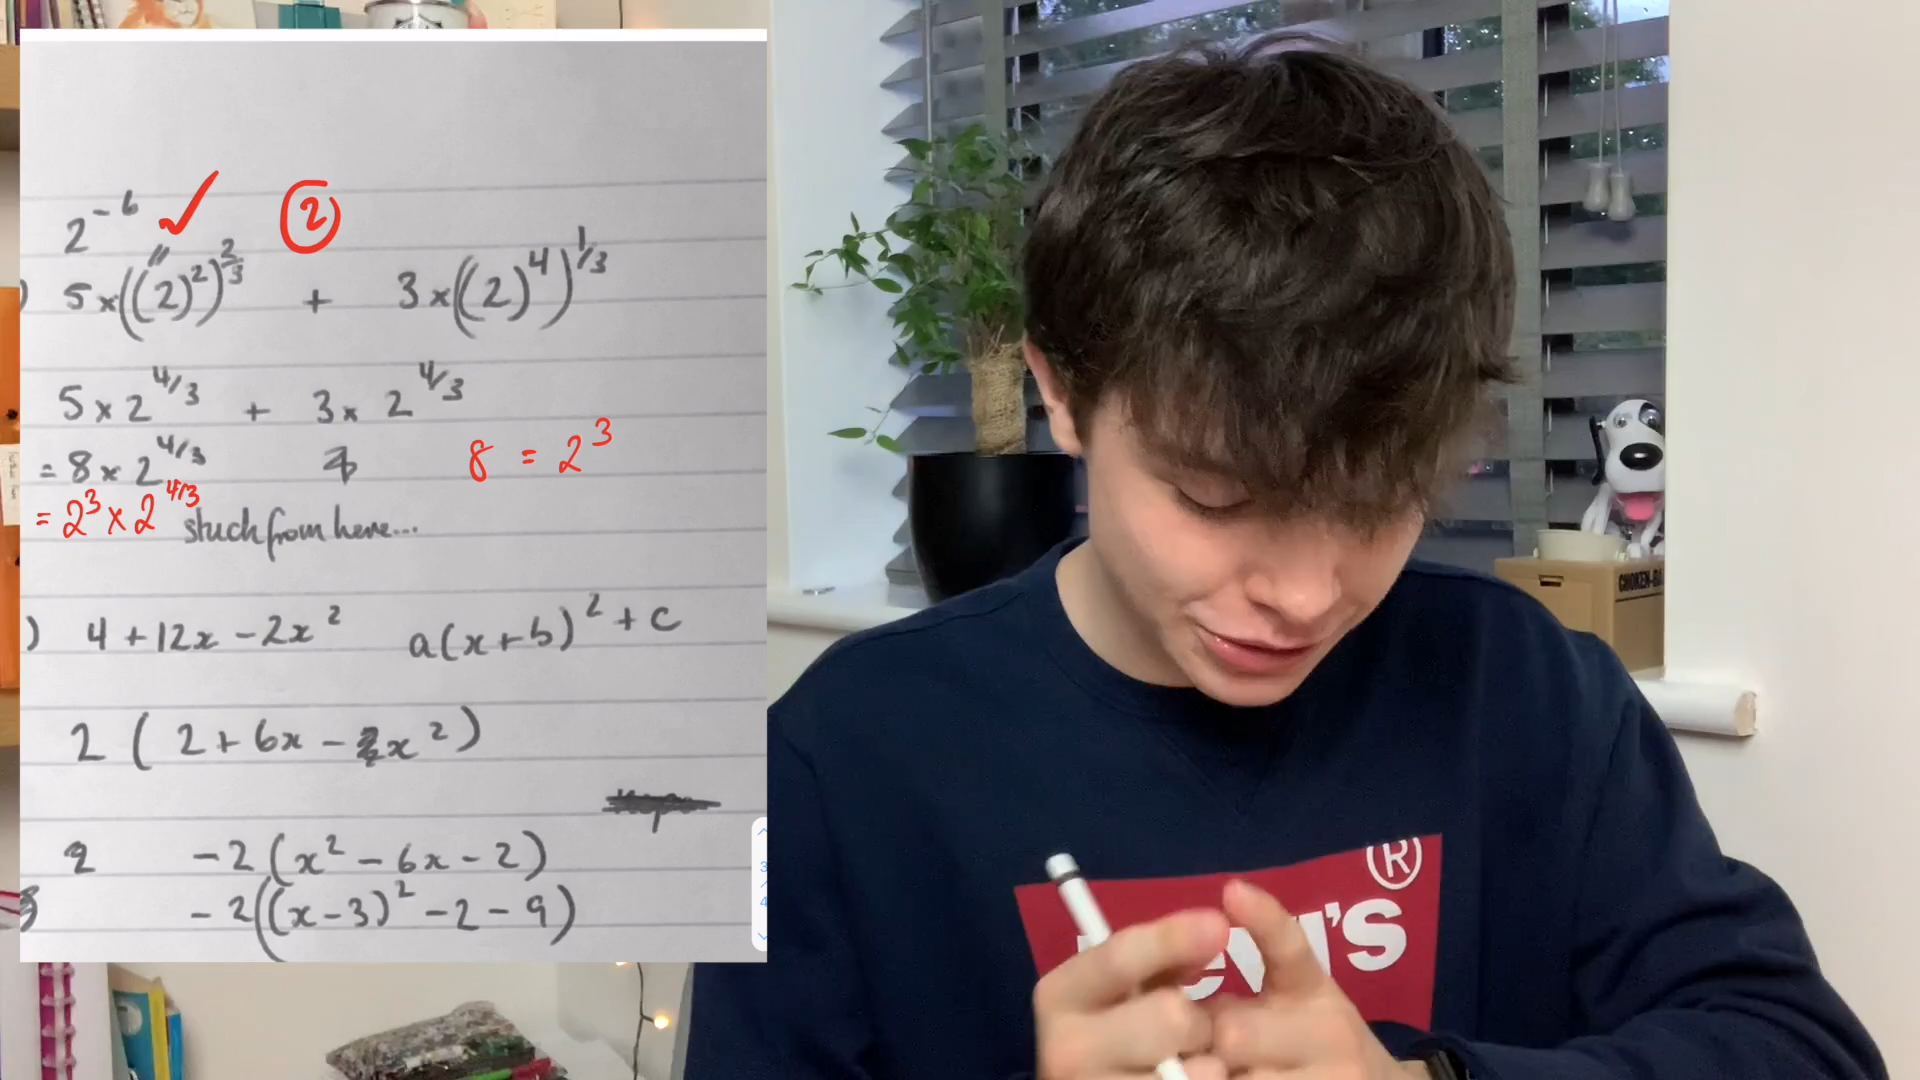 2^-6 ✓ ②
) 5×((2)^2)^2/3 + 3×((2)^4)^1/3
5×2^4/3 + 3×2^4/3
= 8×2^4/3 8 = 2^3
= 2^3×2^4/3 stuck from here...
) 4+12x-2x^2 a(x+b)^2+c
2(2+6x-x^2)
2 -2(x^2-6x-2)
-2((x-3)^2-2-9)
®
Levi's